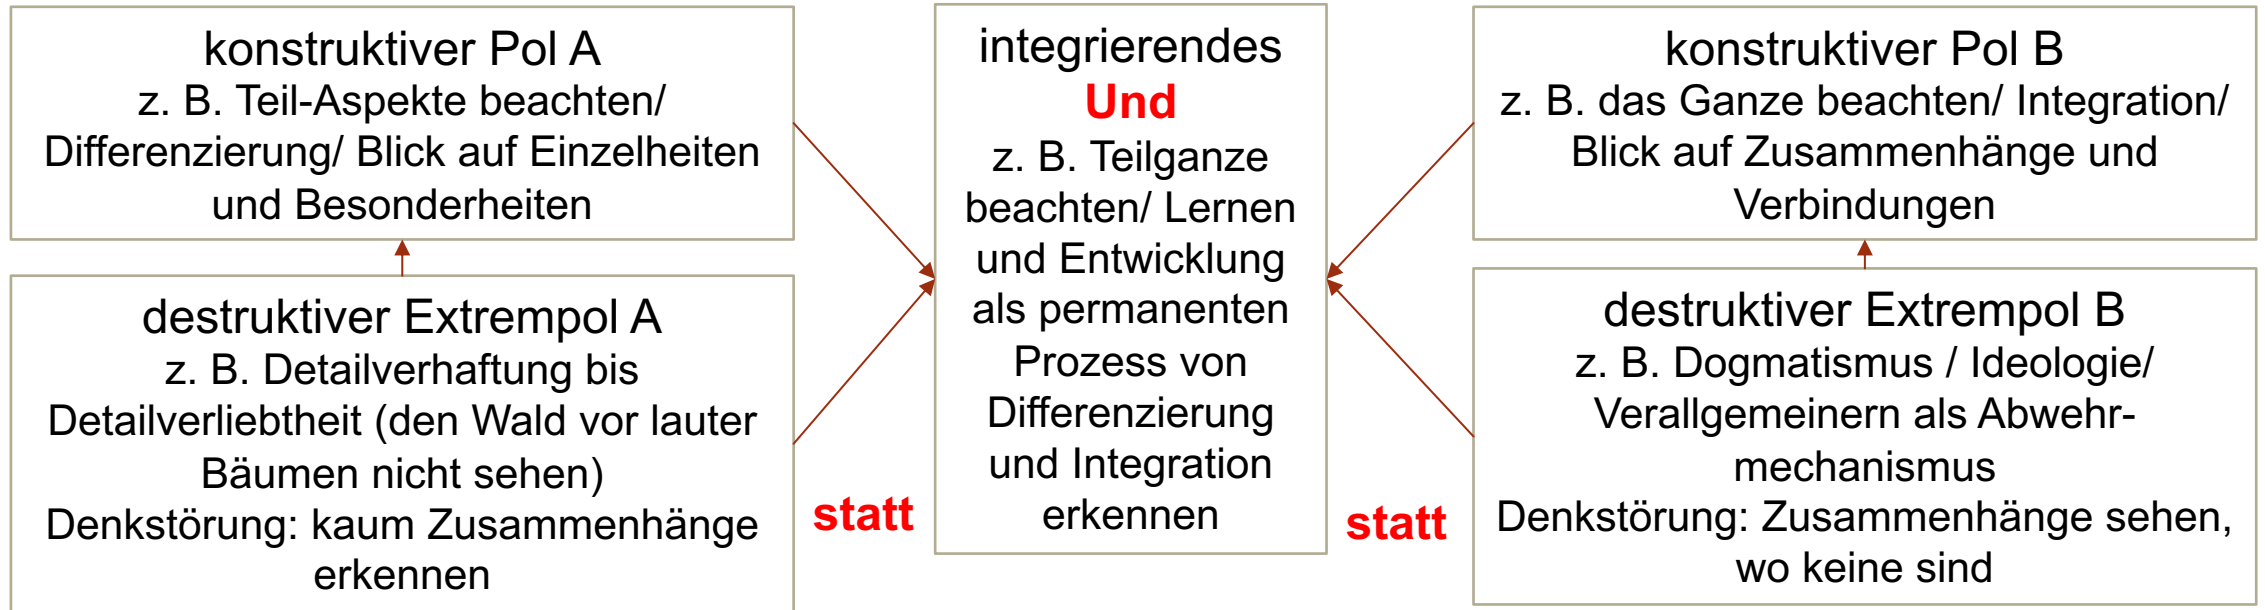 konstruktiver Pol A
z. B. Teil-Aspekte beachten/
Differenzierung/ Blick auf Einzelheiten
und Besonderheiten
destruktiver Extrempol A
z. B. Detailverhaftung bis
Detailverliebtheit (den Wald vor lauter
Bäumen nicht sehen)
Denkstörung: kaum Zusammenhänge
erkennen
statt
integrierendes
Und
z. B. Teilganze
beachten/ Lernen
und Entwicklung
als permanenten
Prozess von
Differenzierung
und Integration
erkennen
statt
konstruktiver Pol B
z. B. das Ganze beachten/ Integration/
Blick auf Zusammenhänge und
Verbindungen
destruktiver Extrempol B
z. B. Dogmatismus / Ideologie/
Verallgemeinern als Abwehr-
mechanismus
Denkstörung: Zusammenhänge sehen,
wo keine sind